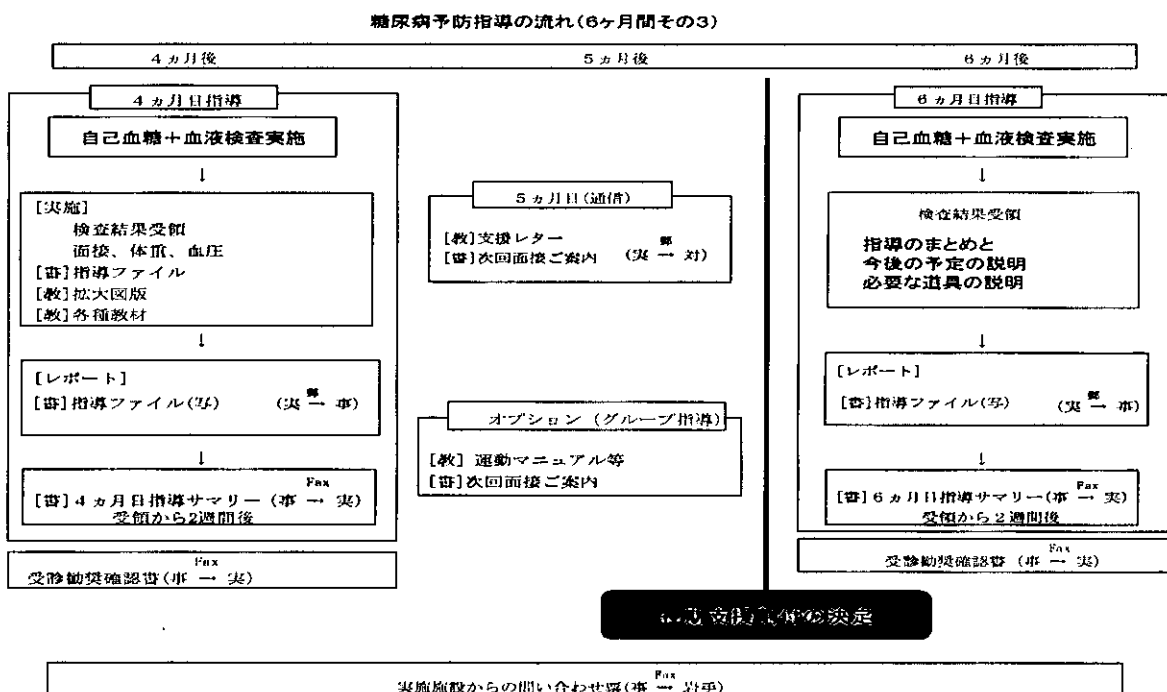 糖尿病予防指導の流れ(6ヶ月間その3)
4ヵ月後
5ヵ月後
6ヵ月後
4ヵ月目指導
自己血糖+血液検査実施
↓
[実施]
検査結果受領
面接、体重、血圧
[書]指導ファイル
[教]拡大図版
[教]各種教材
↓
[レポート]
郵
[書]指導ファイル(写) (実 → 事)
↓
Fax
[書]4ヵ月目指導サマリー(事 → 実)
受領から2週間後
Fax
受診勧奨確認書(事 → 実)
5ヵ月目(通信)
[教]支援レター
郵
[書]次回面接ご案内 (実 → 対)
オプション(グループ指導)
[教] 運動マニュアル等
[書]次回面接ご案内
6ヵ月目指導
自己血糖+血液検査実施
↓
検査結果受領
指導のまとめと
今後の予定の説明
必要な道具の説明
↓
[レポート]
郵
[書]指導ファイル(写) (実 → 事)
↓
Fax
[書]6ヵ月目指導サマリー(事 → 実)
受領から2週間後
Fax
受診勧奨確認書(事 → 実)
支援 の決定
Fax
実施施設からの問い合わせ票(事 → 岩手)